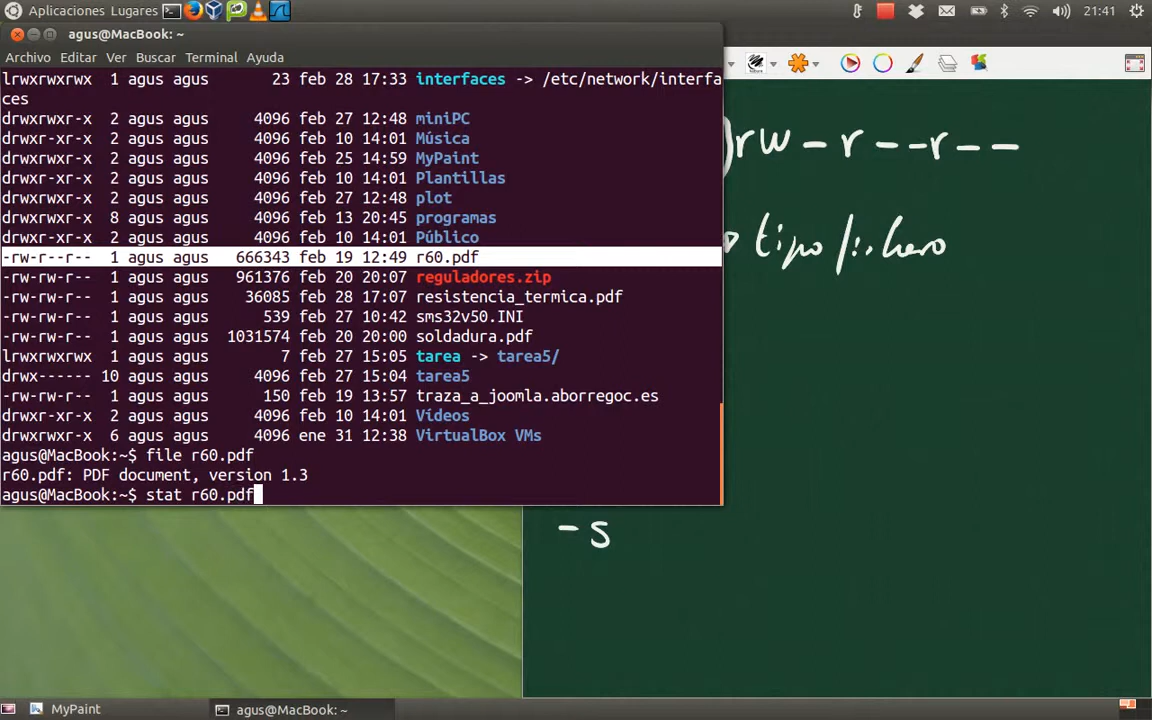 Aplicaciones Lugares 21:41
agus@MacBook: ~
Archivo Editar Ver Buscar Terminal Ayuda
lrwxrwxrwx 1 agus agus 23 feb 28 17:33 interfaces -> /etc/network/interfa
ces
drwxrwxr-x 2 agus agus 4096 feb 27 12:48 miniPC
drwxr-xr-x 2 agus agus 4096 feb 10 14:01 Música
drwxrwxr-x 2 agus agus 4096 feb 25 14:59 MyPaint
drwxr-xr-x 2 agus agus 4096 feb 10 14:01 Plantillas
drwxrwxr-x 2 agus agus 4096 feb 27 12:48 plot
drwxrwxr-x 8 agus agus 4096 feb 13 20:45 programas
drwxr-xr-x 2 agus agus 4096 feb 10 14:01 Público
-rw-r--r-- 1 agus agus 666343 feb 19 12:49 r60.pdf
-rw-rw-r-- 1 agus agus 961376 feb 20 20:07 reguladores.zip
-rw-rw-r-- 1 agus agus 36085 feb 28 17:07 resistencia_termica.pdf
-rw-rw-r-- 1 agus agus 539 feb 27 10:42 sms32v50.INI
-rw-rw-r-- 1 agus agus 1031574 feb 20 20:00 soldadura.pdf
lrwxrwxrwx 1 agus agus 7 feb 27 15:05 tarea -> tarea5/
drwx------ 10 agus agus 4096 feb 27 15:04 tarea5
-rw-rw-r-- 1 agus agus 150 feb 19 13:57 traza_a_joomla.aborregoc.es
drwxr-xr-x 2 agus agus 4096 feb 10 14:01 Vídeos
drwxrwxr-x 6 agus agus 4096 ene 31 12:38 VirtualBox VMs
agus@MacBook:~$ file r60.pdf
r60.pdf: PDF document, version 1.3
agus@MacBook:~$ stat r60.pdf
)rw-r--r--
tipo
- s
MyPaint agus@MacBook: ~